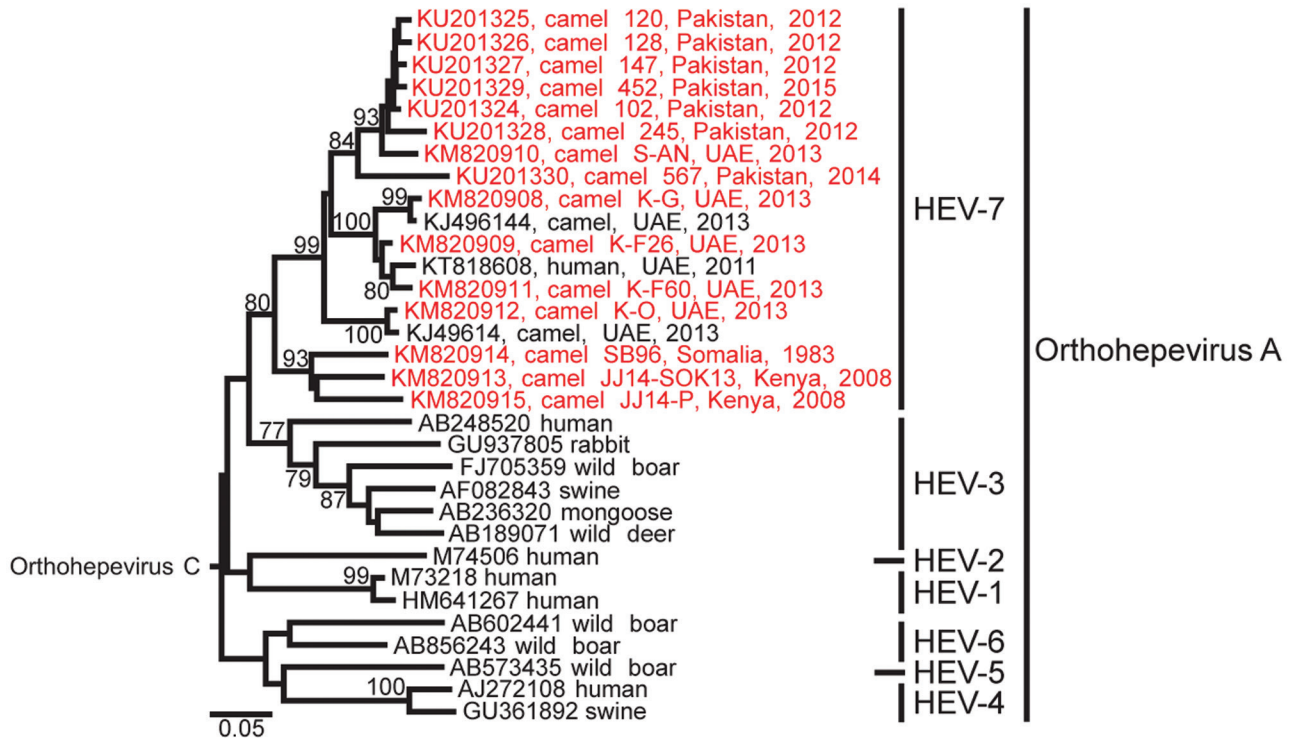 KU201325, camel 120, Pakistan, 2012
KU201326, camel 128, Pakistan, 2012
KU201327, camel 147, Pakistan, 2012
KU201329, camel 452, Pakistan, 2015
KU201324, camel 102, Pakistan, 2012
93
KU201328, camel 245, Pakistan, 2012
84
KM820910, camel S-AN, UAE, 2013
KU201330, camel 567, Pakistan, 2014
99
KM820908, camel K-G, UAE, 2013
HEV-7
100
KJ496144, camel, UAE, 2013
99
KM820909, camel K-F26, UAE, 2013
KT818608, human, UAE, 2011
80
KM820911, camel K-F60, UAE, 2013
80
KM820912, camel K-O, UAE, 2013
100
KJ49614, camel, UAE, 2013
93
KM820914, camel SB96, Somalia, 1983
Orthohepevirus A
KM820913, camel JJ14-SOK13, Kenya, 2008
KM820915, camel JJ14-P, Kenya, 2008
77
AB248520 human
GU937805 rabbit
79
FJ705359 wild boar
87
AF082843 swine
HEV-3
AB236320 mongoose
AB189071 wild deer
M74506 human
HEV-2
Orthohepevirus C
99
M73218 human
HEV-1
HM641267 human
AB602441 wild boar
HEV-6
AB856243 wild boar
AB573435 wild boar
HEV-5
100
AJ272108 human
HEV-4
GU361892 swine
0.05